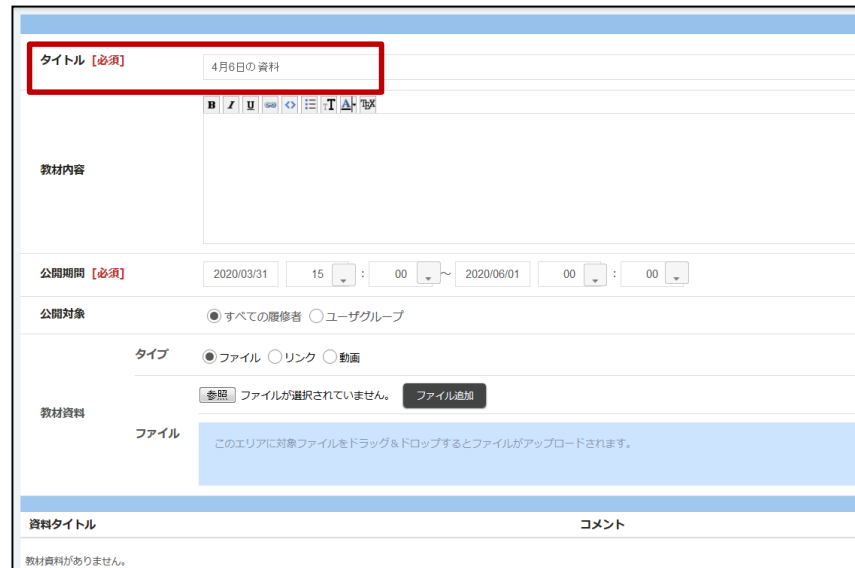 タイトル [必須]
4月6日の 資料
B I U <> TT A TEX
教材内容
公開期間 [必須]
2020/03/31 15 : 00 ～ 2020/06/01 00 : 00
公開対象
すべての履修者 ユーザグループ
タイプ
ファイル リンク 動画
教材資料
参照 ファイルが選択されていません。 ファイル追加
ファイル
このエリアに対象ファイルをドラッグ＆ドロップするとファイルがアップロードされます。
資料タイトル コメント
教材資料がありません。